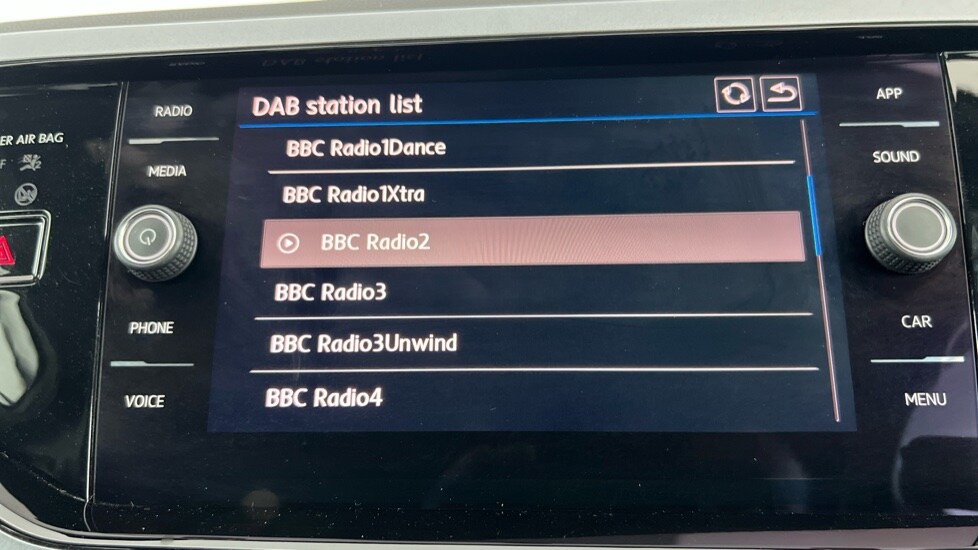 RADIO
MEDIA
PHONE
VOICE
ER AIR BAG
DAB station list
BBC Radio1Dance
BBC Radio1Xtra
BBC Radio2
BBC Radio3
BBC Radio3Unwind
BBC Radio4
APP
SOUND
CAR
MENU